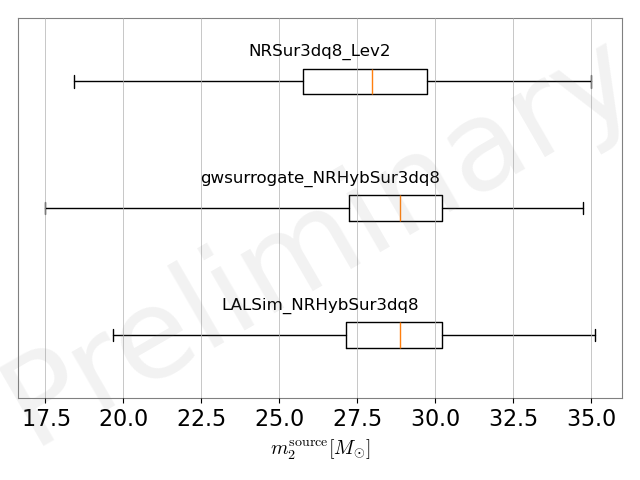 NRSur3dq8_Lev2
gwsurrogate_NRHybSur3dq8
LALSim_NRHybSur3dq8
Preliminary
17.5 20.0 22.5 25.0 27.5 30.0 32.5 35.0
m₂^source [M_⊙]